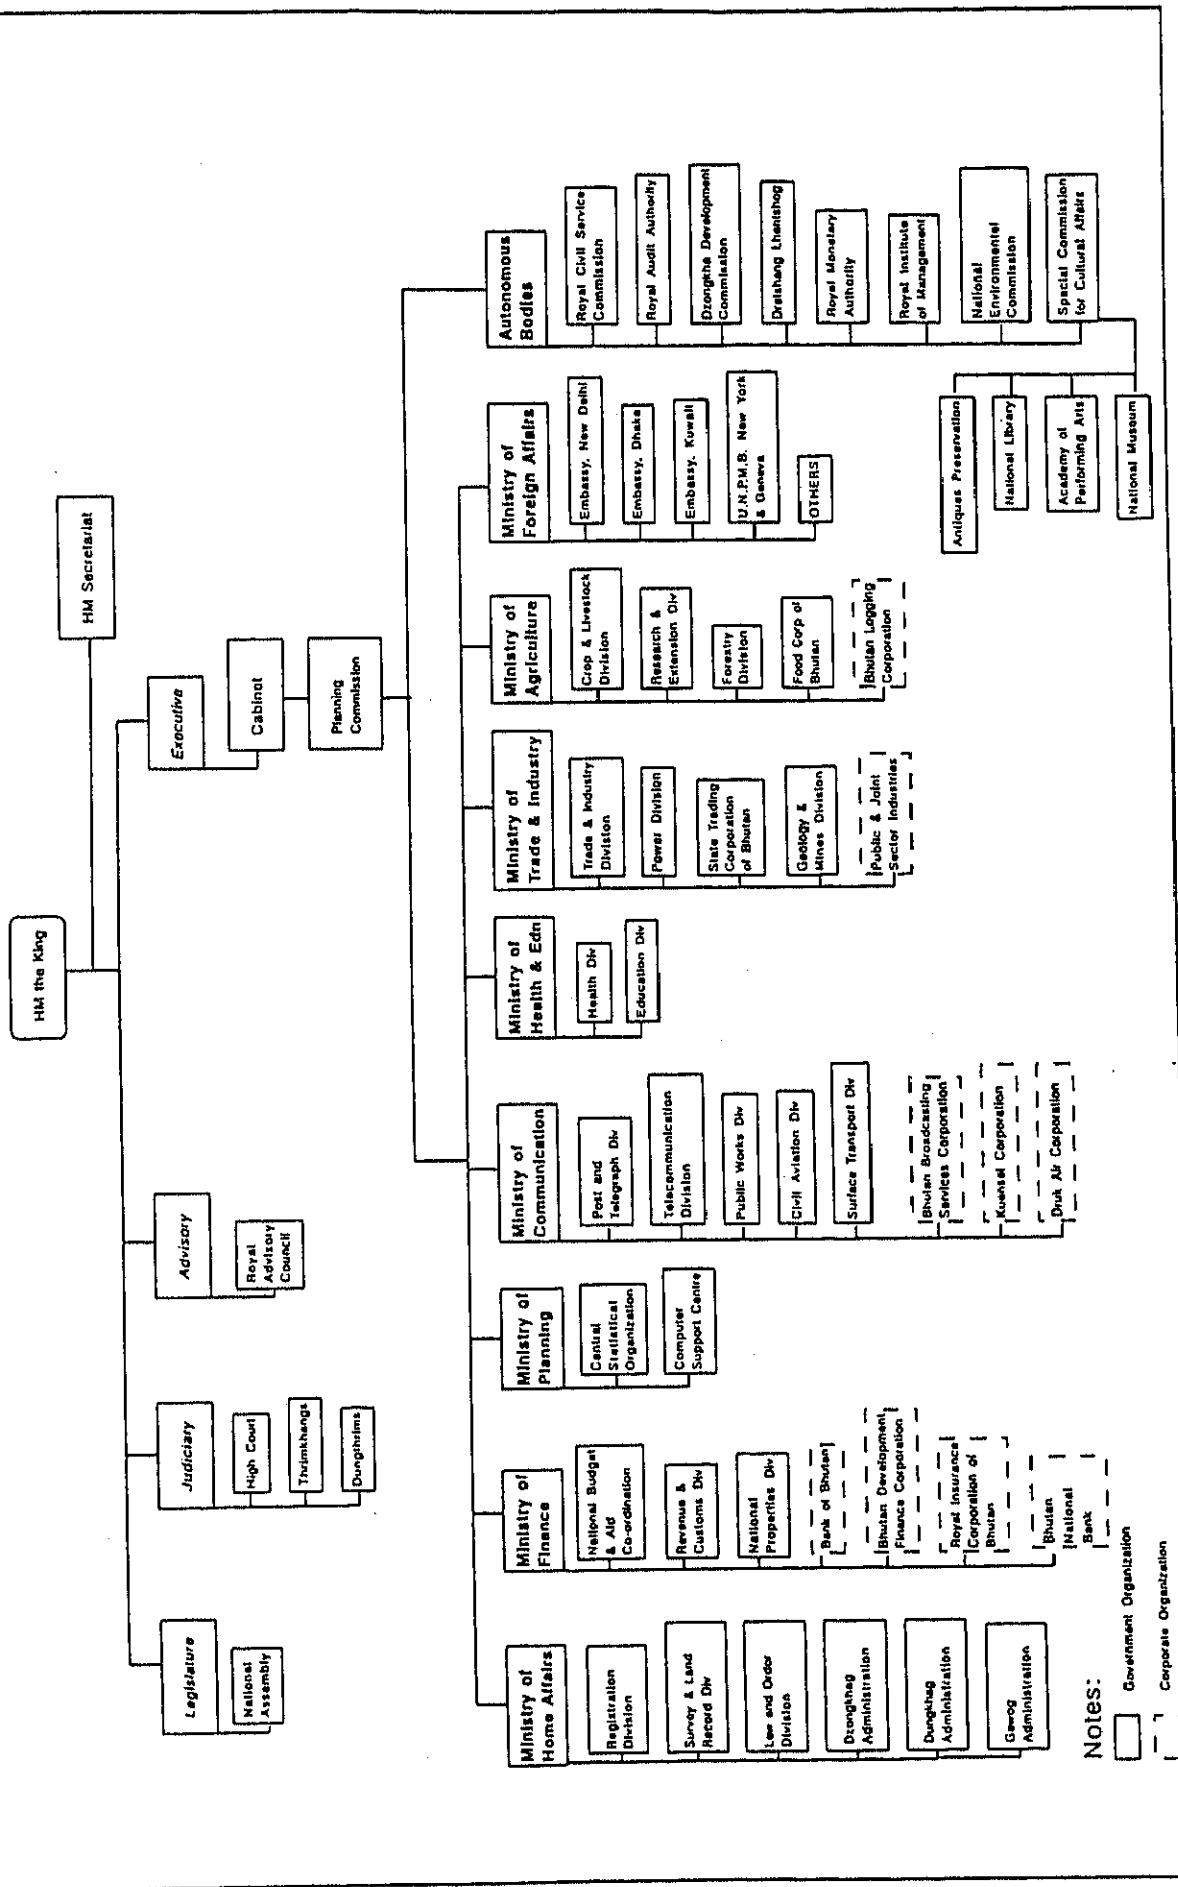 HM the King
HM Secretariat
Legislature
National
Assembly
Judiciary
High Court
Thrimkhangs
Dungthrims
Advisory
Royal
Advisory
Council
Executive
Cabinet
Planning
Commission
Ministry of
Home Affairs
Registration
Division
Survey & Land
Record Div
Law and Order
Division
Dzongkhag
Administration
Dungkhag
Administration
Gewog
Administration
Ministry of
Finance
National Budget
& Aid
Co-ordination
Revenue &
Customs Div
National
Properties Div
Bank of Bhutan
Bhutan Development
Finance Corporation
Royal Insurance
Corporation of
Bhutan
Bhutan
National
Bank
Ministry of
Planning
Central
Statistical
Organization
Computer
Support Centre
Ministry of
Communication
Post and
Telegraph Div
Telecommunication
Division
Public Works Div
Civil Aviation Div
Surface Transport Div
Bhutan Broadcasting
Services Corporation
Kuensel Corporation
Druk Air Corporation
Ministry of
Health & Edn
Health Div
Education Div
Ministry of
Trade & Industry
Trade & Industry
Division
Power Division
State Trading
Corporation
of Bhutan
Geology &
Mines Division
Public & Joint
Sector Industries
Ministry of
Agriculture
Crop & Livestock
Division
Research &
Extension Div
Forestry
Division
Food Corp of
Bhutan
Bhutan Logging
Corporation
Ministry of
Foreign Affairs
Embassy, New Delhi
Embassy, Dhaka
Embassy, Kuwait
U.N.P.M.B. New York
& Geneva
OTHERS
Autonomous
Bodies
Royal Civil Service
Commission
Royal Audit Authority
Dzongkha Development
Commission
Dratshang Lhentshog
Royal Monetary
Authority
Royal Institute
of Management
National
Environmental
Commission
Special Commission
for Cultural Affairs
Antiques Preservation
National Library
Academy of
Performing Arts
National Museum
Notes:
Government Organization
Corporate Organization